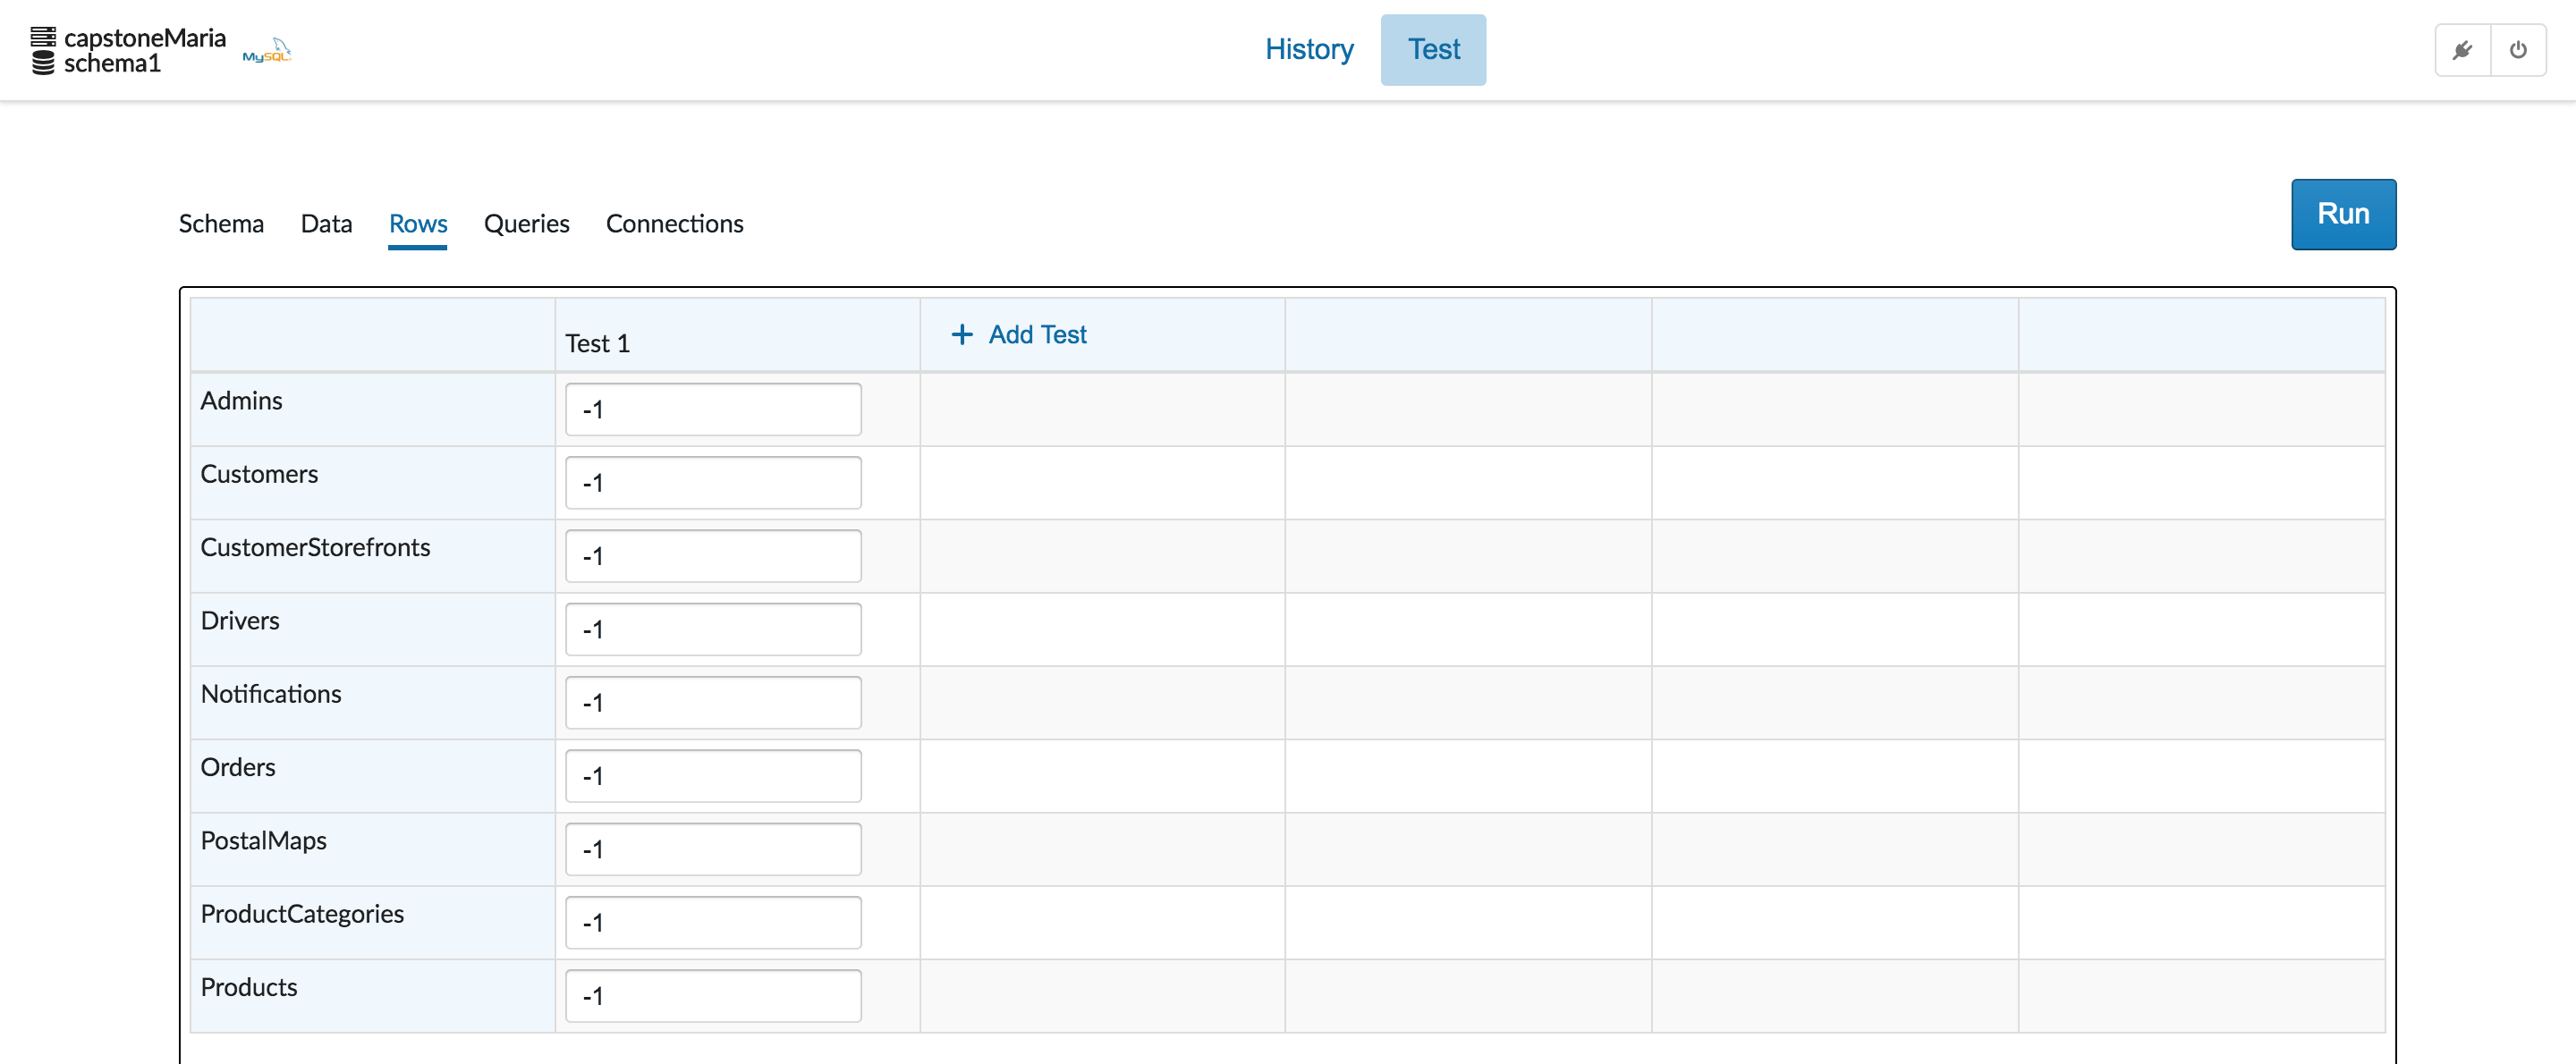 capstoneMaria
schema1
MySQL
History
Test
Schema
Data
Rows
Queries
Connections
Run
Test 1
+ Add Test
Admins
-1
Customers
-1
CustomerStorefronts
-1
Drivers
-1
Notifications
-1
Orders
-1
PostalMaps
-1
ProductCategories
-1
Products
-1